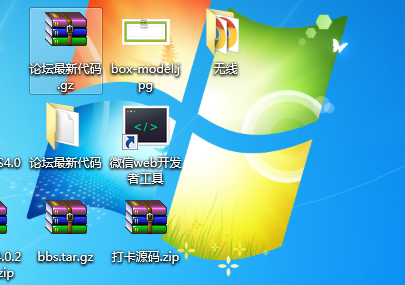 论坛最新代码
.gz
box-model.j
pg
无线
S4.0
论坛最新代码
微信web开发
者工具
4.0.2
zip
bbs.tar.gz
打卡源码.zip